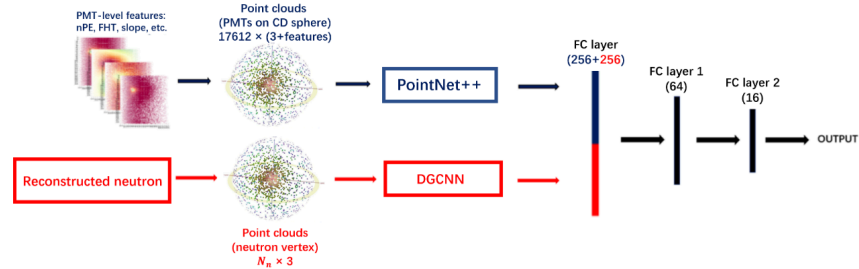 PMT-level features:
nPE, FHT, slope, etc.
Point clouds
(PMTs on CD sphere)
17612 × (3+features)
PointNet++
FC layer
(256+256)
FC layer 1
(64)
FC layer 2
(16)
OUTPUT
Reconstructed neutron
DGCNN
Point clouds
(neutron vertex)
Nₙ × 3